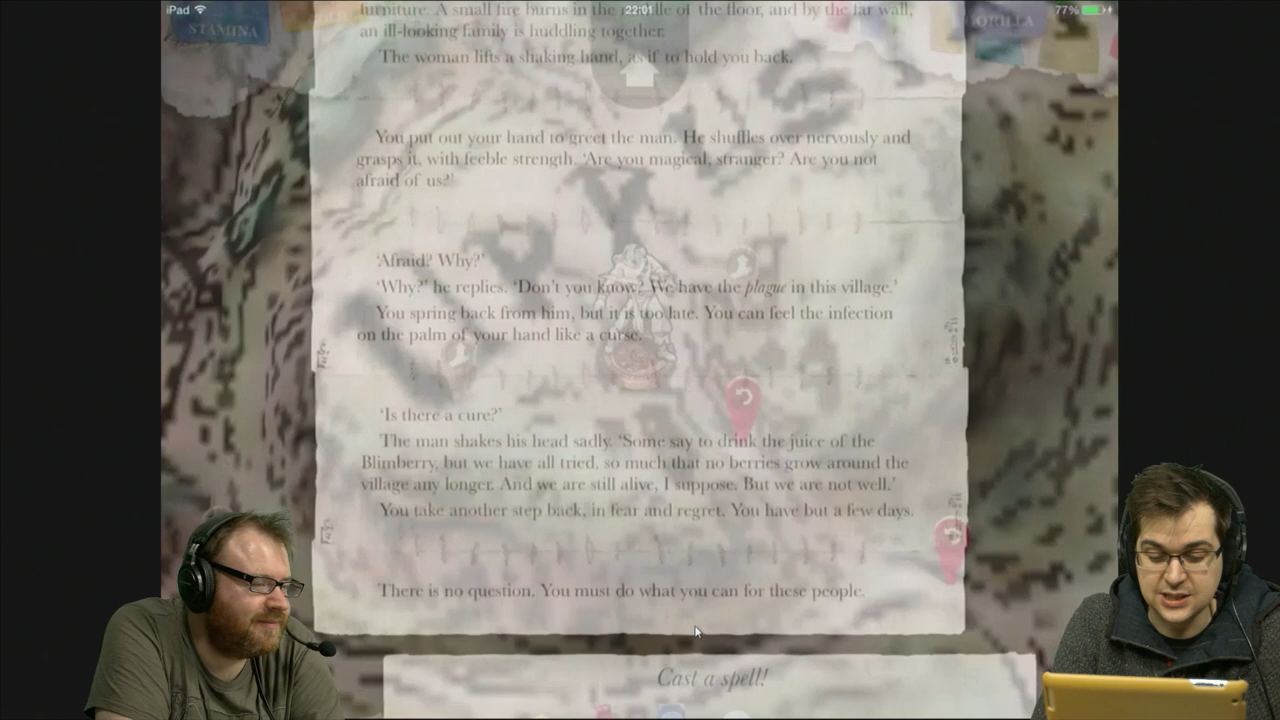 iPad 22:01 77%
STAMINA GORILLA
furniture. A small fire burns in the of the floor, and by the far wall,
an ill-looking family is huddling together.
The woman lifts a shaking hand, as if to hold you back.
You put out your hand to greet the man. He shuffles over nervously and
grasps it, with feeble strength. 'Are you magical, stranger? Are you not
afraid of us?'
'Afraid? Why?'
'Why?' he replies. 'Don't you know? We have the plague in this village.'
You spring back from him, but it is too late. You can feel the infection
on the palm of your hand like a curse.
'Is there a cure?'
The man shakes his head sadly. 'Some say to drink the juice of the
Blimberry, but we have all tried, so much that no berries grow around the
village any longer. And we are still alive, I suppose. But we are not well.'
You take another step back, in fear and regret. You have but a few days.
There is no question. You must do what you can for these people.
Cast a spell!